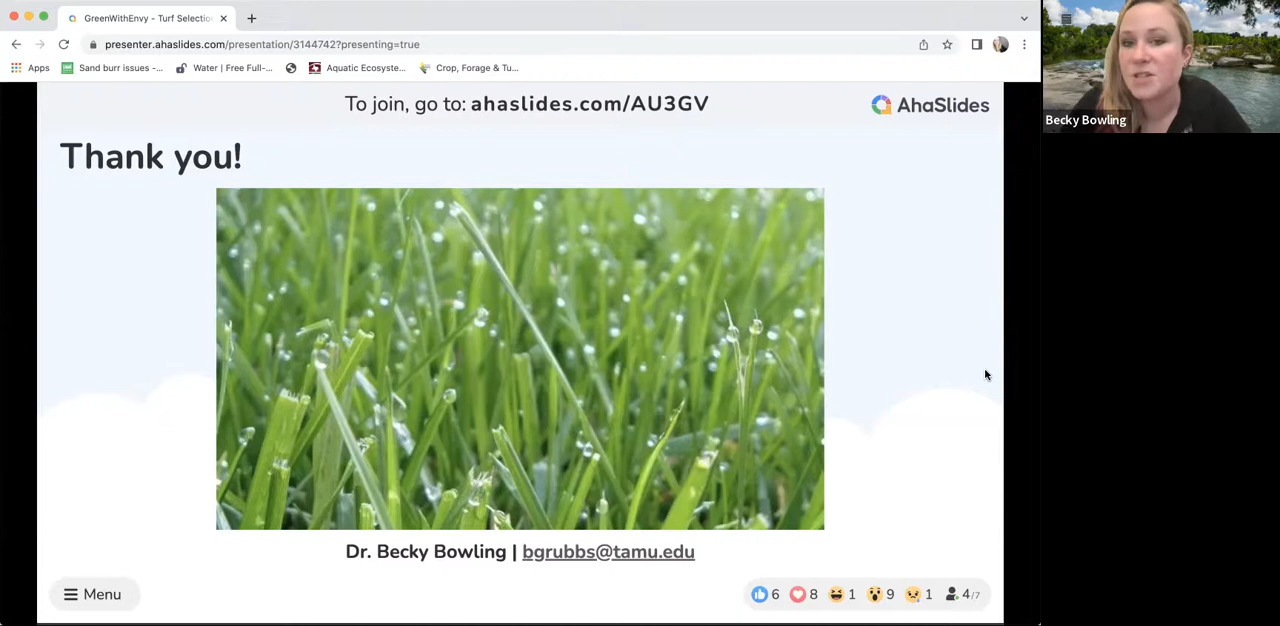 GreenWithEnvy - Turf Selectio
presenter.ahaslides.com/presentation/3144742?presenting=true
Apps
Sand burr issues -...
Water | Free Full-...
Aquatic Ecosyste...
Crop, Forage & Tu...
To join, go to: ahaslides.com/AU3GV
AhaSlides
Thank you!
Dr. Becky Bowling | bgrubbs@tamu.edu
Menu
6 8 1 9 1 4/7
Becky Bowling